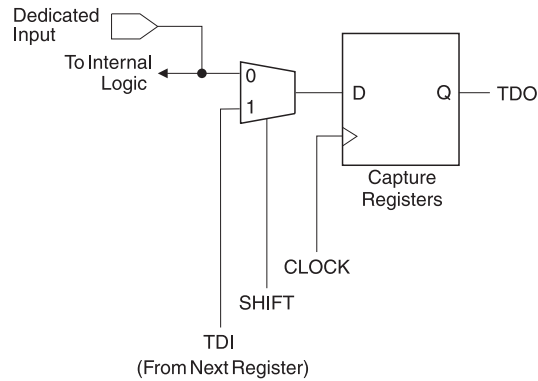 Dedicated
Input
To Internal
Logic
0
1
D
Q
TDO
Capture
Registers
CLOCK
SHIFT
TDI
(From Next Register)